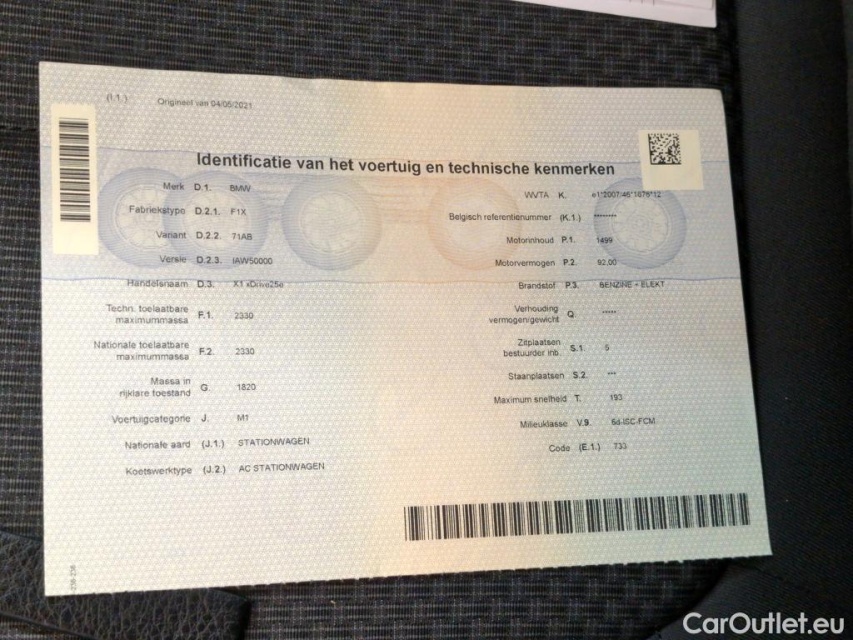 (I.1.) Origineel van 04/05/2021
Identificatie van het voertuig en technische kenmerken
Merk D.1. BMW
Fabriekstype D.2.1. F1X
Variant D.2.2. 71AB
Versie D.2.3. IAW50000
Handelsnaam D.3. X1 xDrive25e
Techn. toelaatbare
maximummassa F.1. 2330
Nationale toelaatbare
maximummassa F.2. 2330
Massa in
rijklare toestand G. 1820
Voertuigcategorie J. M1
Nationale aard (J.1.) STATIONWAGEN
Koetswerktype (J.2.) AC STATIONWAGEN
WVTA K. e1*2007/46*1676*12
Belgisch referentienummer (K.1.) *******
Motorinhoud P.1. 1499
Motorvermogen P.2. 92,00
Brandstof P.3. BENZINE + ELEKT
Verhouding
vermogen/gewicht Q. *****
Zitplaatsen
bestuurder inb. S.1. 5
Staanplaatsen S.2. ***
Maximum snelheid T. 193
Milieuklasse V.9. 6d-ISC-FCM
Code (E.1.) 733
CarOutlet.eu